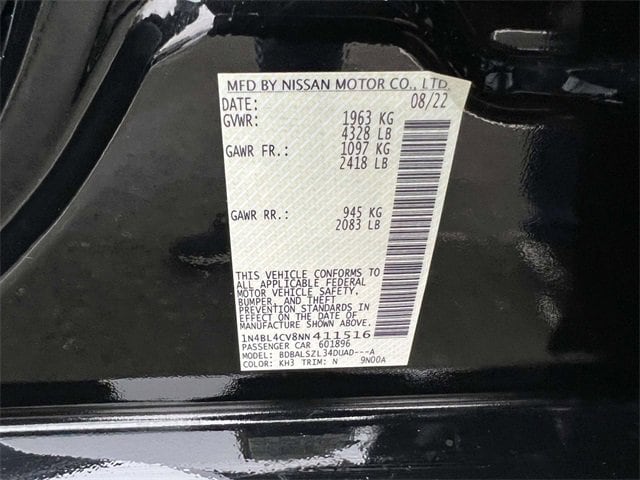 MFD BY NISSAN MOTOR CO., LTD.
DATE: 08/22
GVWR: 1963 KG
4328 LB
GAWR FR.: 1097 KG
2418 LB
GAWR RR.: 945 KG
2083 LB
THIS VEHICLE CONFORMS TO
ALL APPLICABLE FEDERAL
MOTOR VEHICLE SAFETY,
BUMPER, AND THEFT
PREVENTION STANDARDS IN
EFFECT ON THE DATE OF
MANUFACTURE SHOWN ABOVE.
1N4BL4CV8NN411516
PASSENGER CAR 601896
MODEL: BDBALSZL34DUAD---A
COLOR: KH3 TRIM: N 9N00A